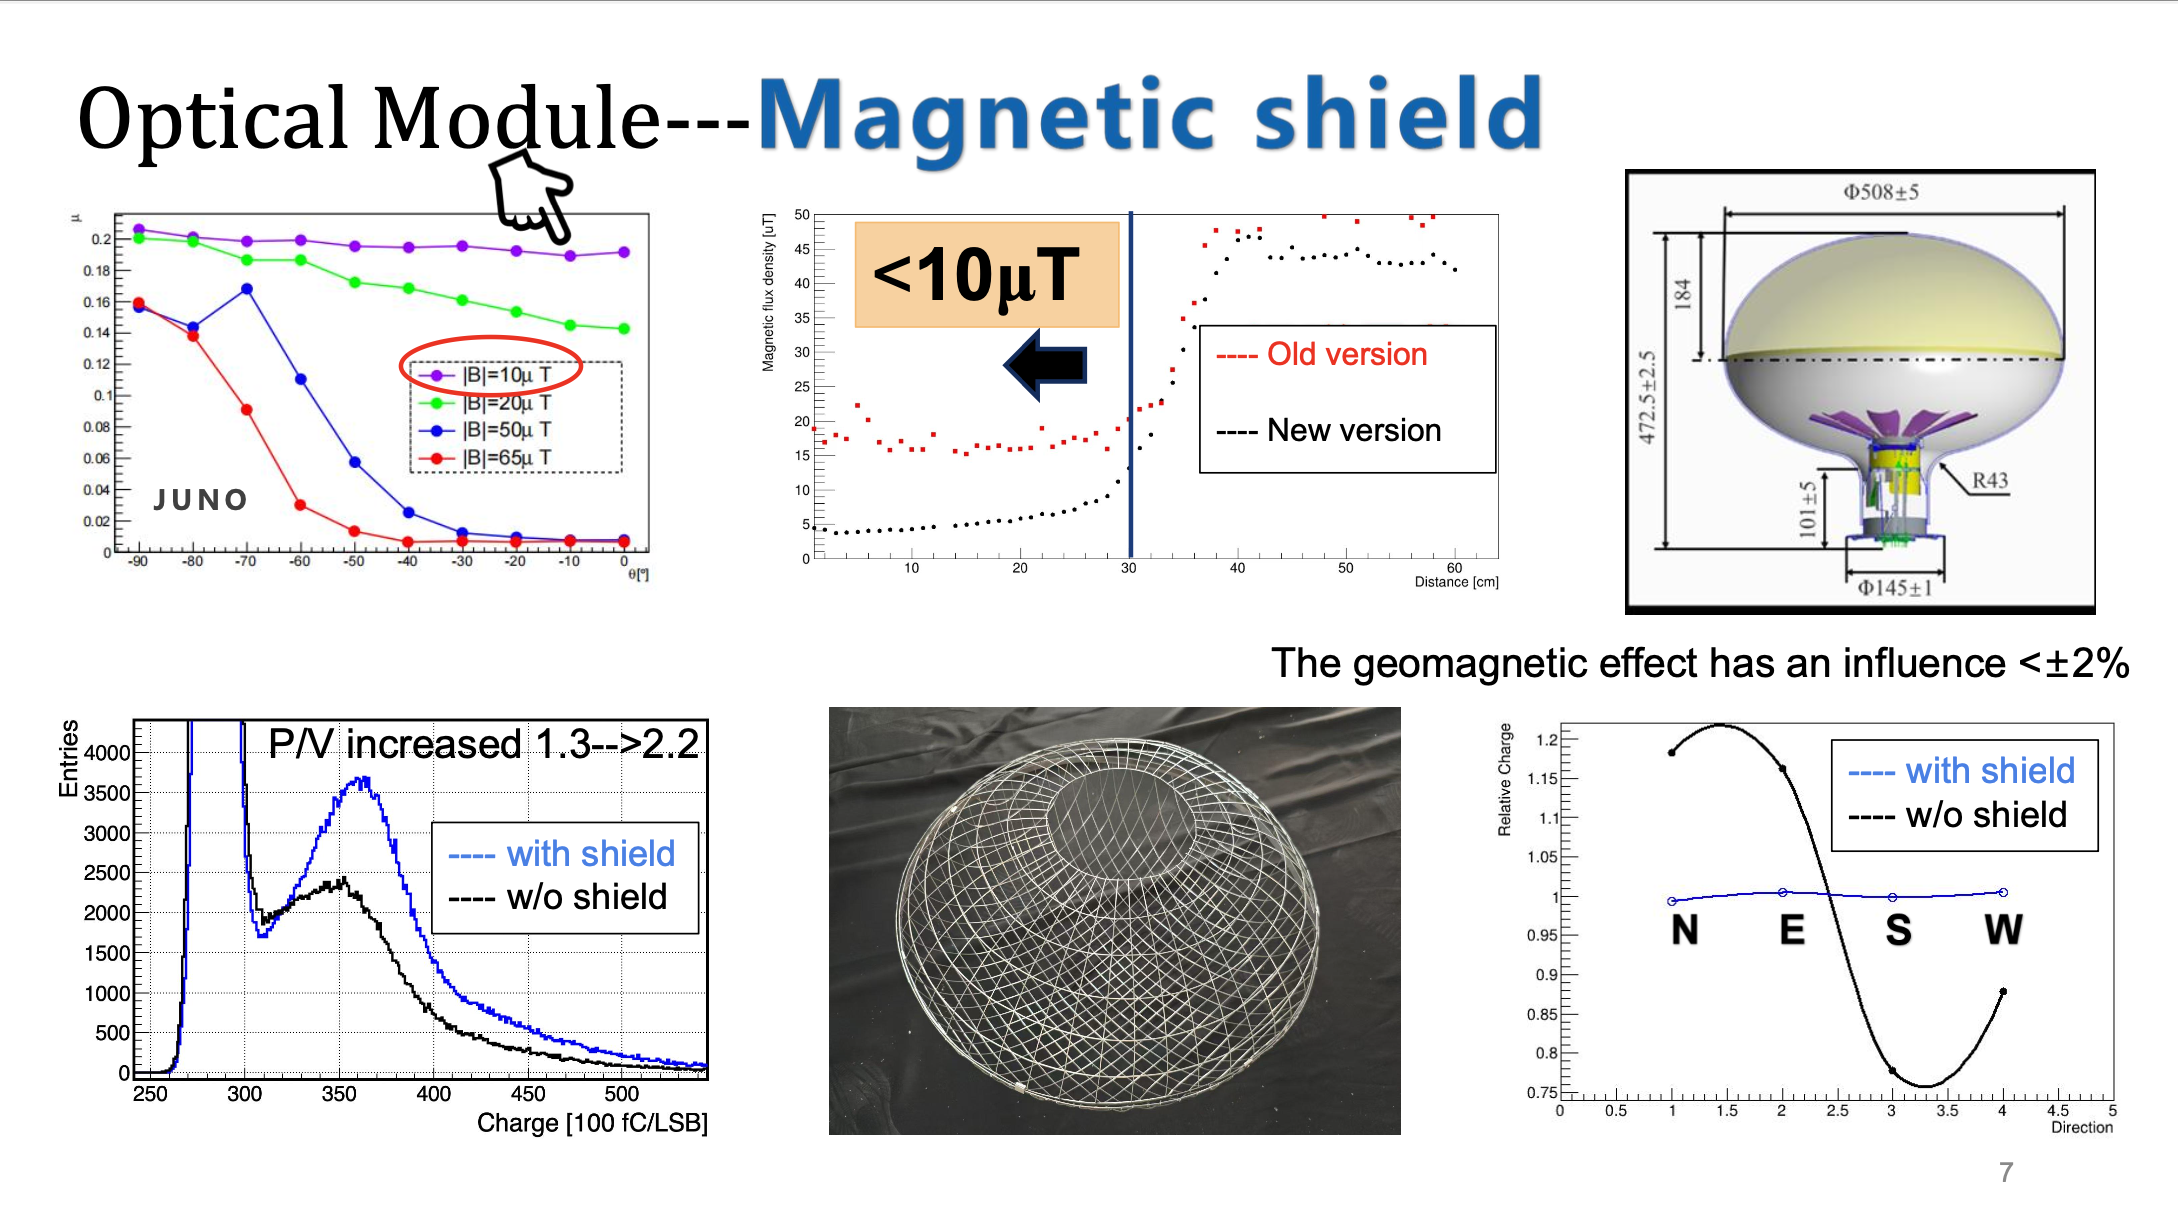 Optical Module---Magnetic shield
μ
0.2
0.18
0.16
0.14
0.12
0.1
0.08
0.06
0.04
0.02
0
-90 -80 -70 -60 -50 -40 -30 -20 -10 0
θ[°]
|B|=10μ T
|B|=20μ T
|B|=50μ T
|B|=65μ T
JUNO
Magnetic flux density [uT]
50
45
40
35
30
25
20
15
10
5
0
10 20 30 40 50 60
Distance [cm]
<10μT
---- Old version
---- New version
Φ508±5
184
472.5±2.5
101±5
R43
Φ145±1
The geomagnetic effect has an influence <±2%
Entries
P/V increased 1.3-->2.2
4000
3500
3000
2500
2000
1500
1000
500
0
250 300 350 400 450 500
Charge [100 fC/LSB]
---- with shield
---- w/o shield
Relative Charge
1.2
1.15
1.1
1.05
1
0.95
0.9
0.85
0.8
0.75
0 0.5 1 1.5 2 2.5 3 3.5 4 4.5 5
Direction
---- with shield
---- w/o shield
N E S W
7